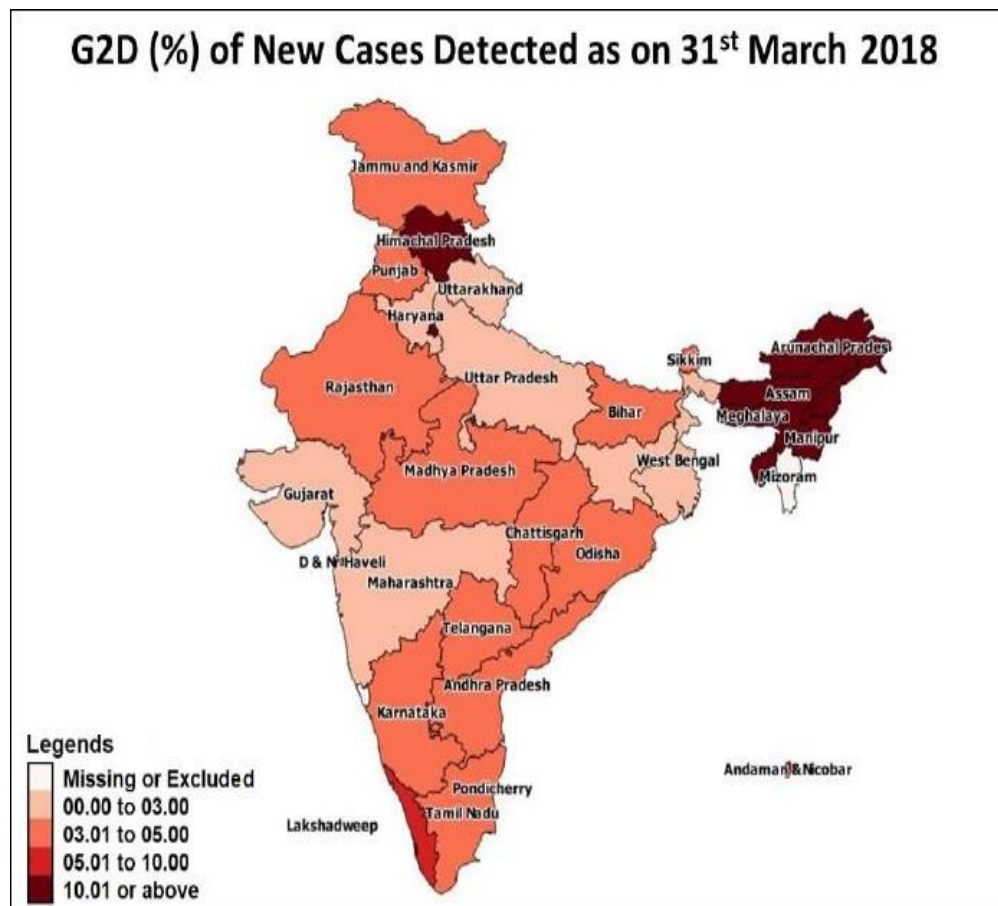 G2D (%) of New Cases Detected as on 31st March 2018
Jammu and Kasmir
Himachal Pradesh
Punjab
Uttarakhand
Haryana
Arunachal Prades
Sikkim
Rajasthan
Uttar Pradesh
Assam
Bihar
Meghalaya
Manipur
West Bengal
Madhya Pradesh
Mizoram
Gujarat
Chattisgarh
Odisha
D & N Haveli
Maharashtra
Telangana
Andhra Pradesh
Karnataka
Andaman & Nicobar
Pondicherry
Tamil Nadu
Lakshadweep
Legends
Missing or Excluded
00.00 to 03.00
03.01 to 05.00
05.01 to 10.00
10.01 or above